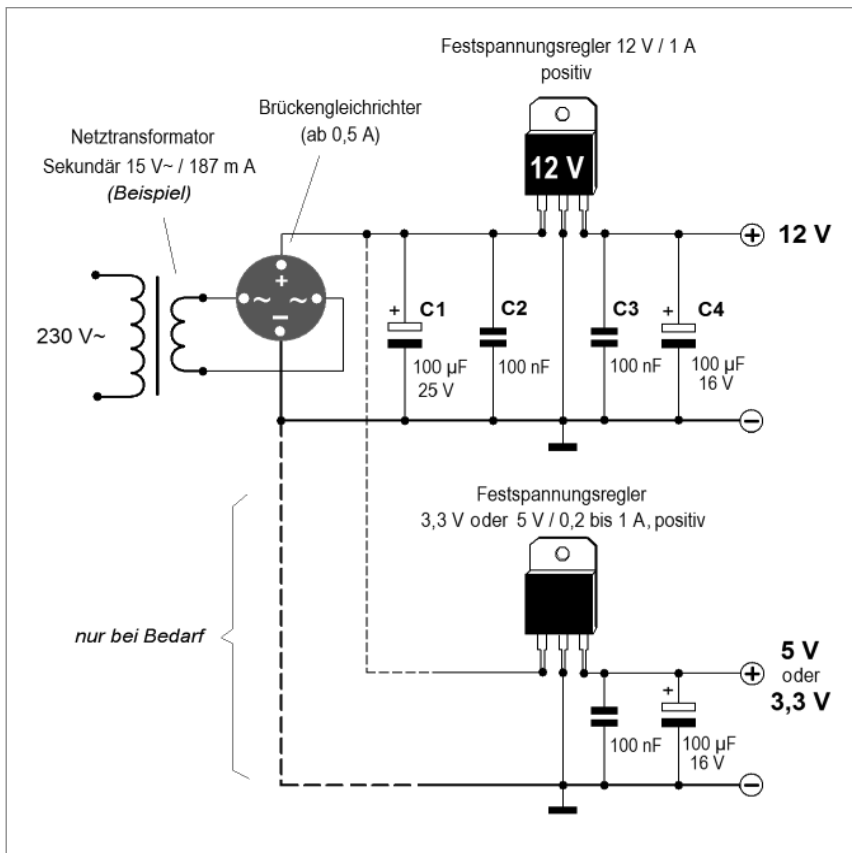 Festspannungsregler 12 V / 1 A
positiv
Brückengleichrichter
(ab 0,5 A)
Netztransformator
Sekundär 15 V~ / 187 m A
(Beispiel)
12 V
+ 12 V
+
~ ~
–
230 V~
+ C1
100 µF
25 V
C2
100 nF
C3
100 nF
+ C4
100 µF
16 V
–
Festspannungsregler
3,3 V oder 5 V / 0,2 bis 1 A, positiv
nur bei Bedarf
+ 5 V
oder
3,3 V
100 nF
+
100 µF
16 V
–